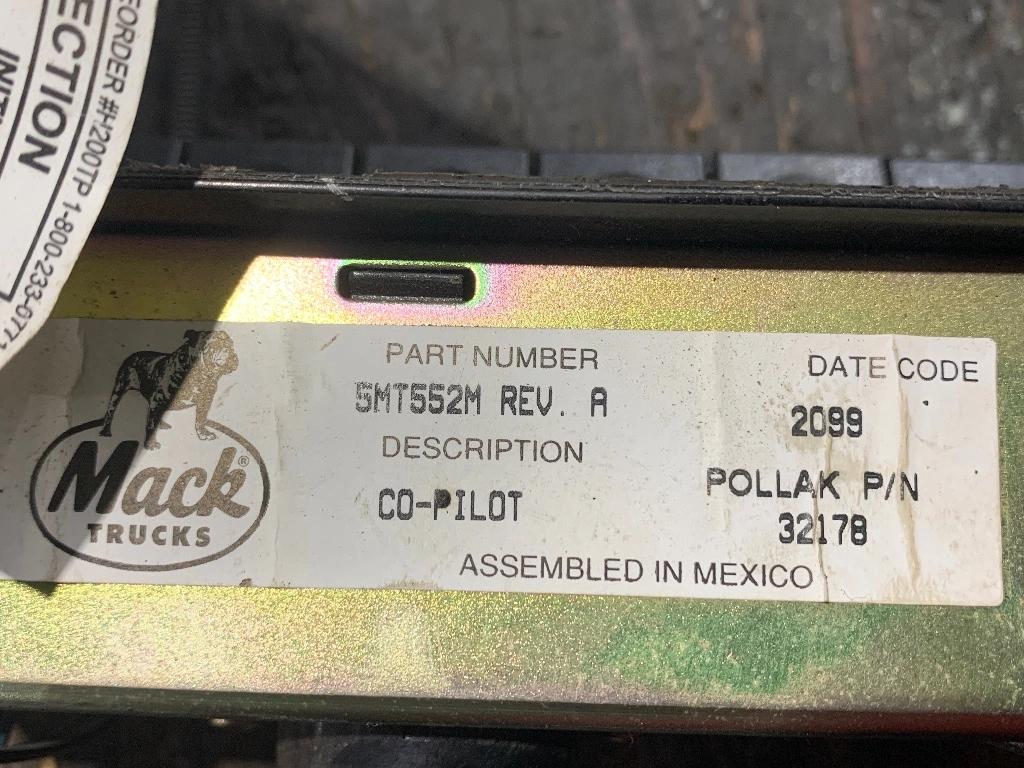 EORDER #H200TP 1-800-233-0771
ECTION
PART NUMBER
5MT552M REV. A
DESCRIPTION
CO-PILOT
DATE CODE
2099
POLLAK P/N
32178
ASSEMBLED IN MEXICO
Mack®
TRUCKS